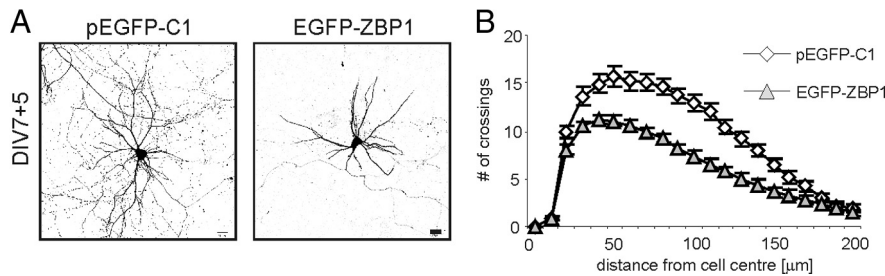 A
pEGFP-C1
EGFP-ZBP1
DIV7+5
B
20
15
10
5
0
# of crossings
0
50
100
150
200
distance from cell centre [µm]
pEGFP-C1
EGFP-ZBP1